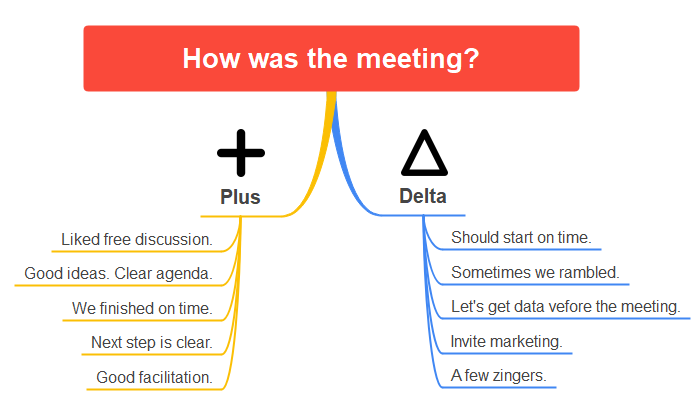 How was the meeting?
Plus
Liked free discussion.
Good ideas. Clear agenda.
We finished on time.
Next step is clear.
Good facilitation.
Delta
Should start on time.
Sometimes we rambled.
Let's get data vefore the meeting.
Invite marketing.
A few zingers.